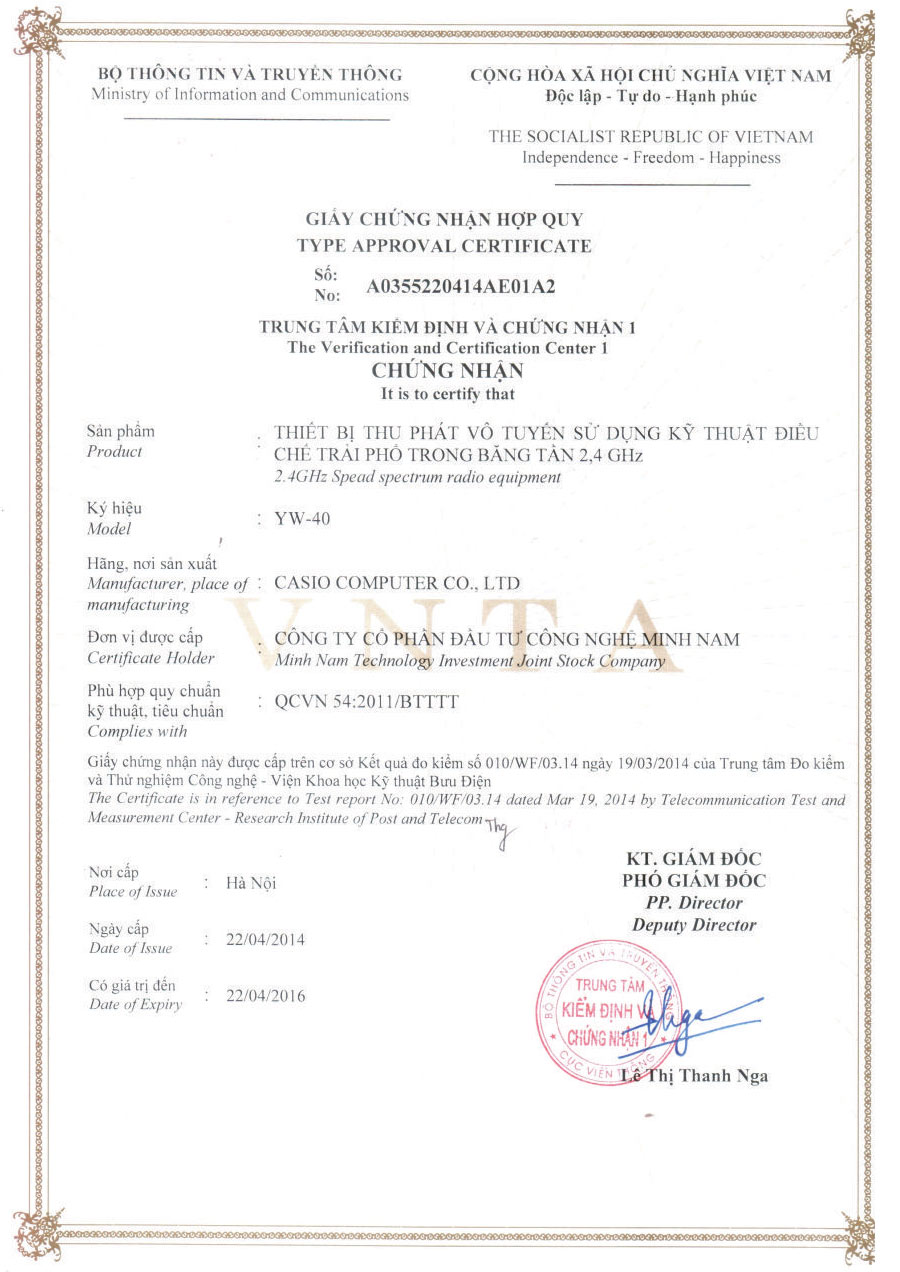 BỘ THÔNG TIN VÀ TRUYỀN THÔNG
Ministry of Information and Communications
CỘNG HÒA XÃ HỘI CHỦ NGHĨA VIỆT NAM
Độc lập - Tự do - Hạnh phúc
THE SOCIALIST REPUBLIC OF VIETNAM
Independence - Freedom - Happiness
GIẤY CHỨNG NHẬN HỢP QUY
TYPE APPROVAL CERTIFICATE
Số:
No: A0355220414AE01A2
TRUNG TÂM KIỂM ĐỊNH VÀ CHỨNG NHẬN 1
The Verification and Certification Center 1
CHỨNG NHẬN
It is to certify that
Sản phẩm : THIẾT BỊ THU PHÁT VÔ TUYẾN SỬ DỤNG KỸ THUẬT ĐIỀU
Product CHẾ TRẢI PHỔ TRONG BĂNG TẦN 2,4 GHz
2.4GHz Spead spectrum radio equipment
Ký hiệu
Model : YW-40
Hãng, nơi sản xuất
Manufacturer, place of : CASIO COMPUTER CO., LTD
manufacturing
VNTA
Đơn vị được cấp : CÔNG TY CỔ PHẦN ĐẦU TƯ CÔNG NGHỆ MINH NAM
Certificate Holder Minh Nam Technology Investment Joint Stock Company
Phù hợp quy chuẩn
kỹ thuật, tiêu chuẩn : QCVN 54:2011/BTTTT
Complies with
Giấy chứng nhận này được cấp trên cơ sở Kết quả đo kiểm số 010/WF/03.14 ngày 19/03/2014 của Trung tâm Đo kiểm
và Thử nghiệm Công nghệ - Viện Khoa học Kỹ thuật Bưu Điện
The Certificate is in reference to Test report No: 010/WF/03.14 dated Mar 19, 2014 by Telecommunication Test and
Measurement Center - Research Institute of Post and Telecom
KT. GIÁM ĐỐC
PHÓ GIÁM ĐỐC
PP. Director
Deputy Director
Nơi cấp
Place of Issue : Hà Nội
Ngày cấp
Date of Issue : 22/04/2014
Có giá trị đến
Date of Expiry : 22/04/2016
BỘ THÔNG TIN VÀ TRUYỀN THÔNG
TRUNG TÂM
KIỂM ĐỊNH VÀ
CHỨNG NHẬN 1
CỤC VIỄN THÔNG
Lê Thị Thanh Nga